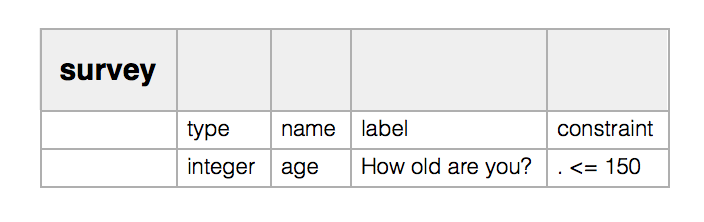 survey
type name label constraint
integer age How old are you? . <= 150